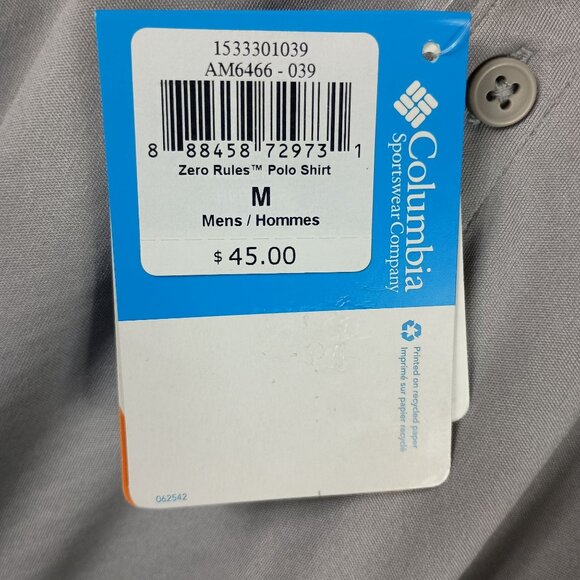 1533301039
AM6466 - 039
8 88458 72973 1
Zero Rules™ Polo Shirt
M
Mens / Hommes
$ 45.00
Columbia
Sportswear Company
Printed on recycled paper
Imprimé sur papier recyclé
062542